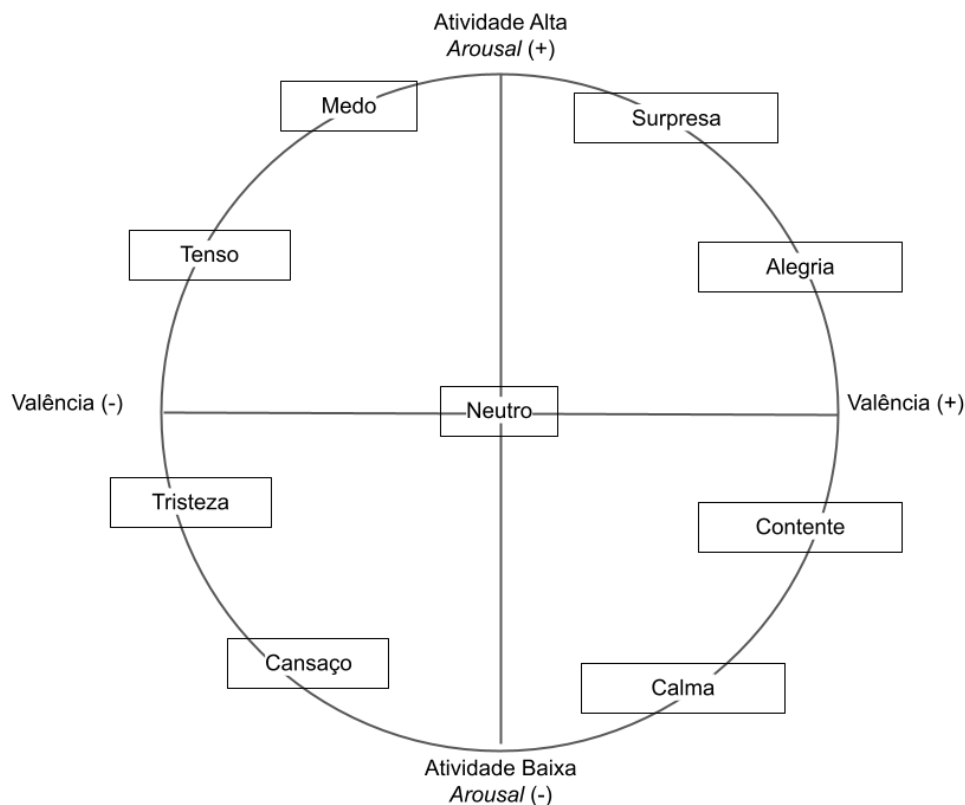 Atividade Alta
Arousal (+)
Medo
Surpresa
Tenso
Alegria
Valência (-)
Neutro
Valência (+)
Tristeza
Contente
Cansaço
Calma
Atividade Baixa
Arousal (-)